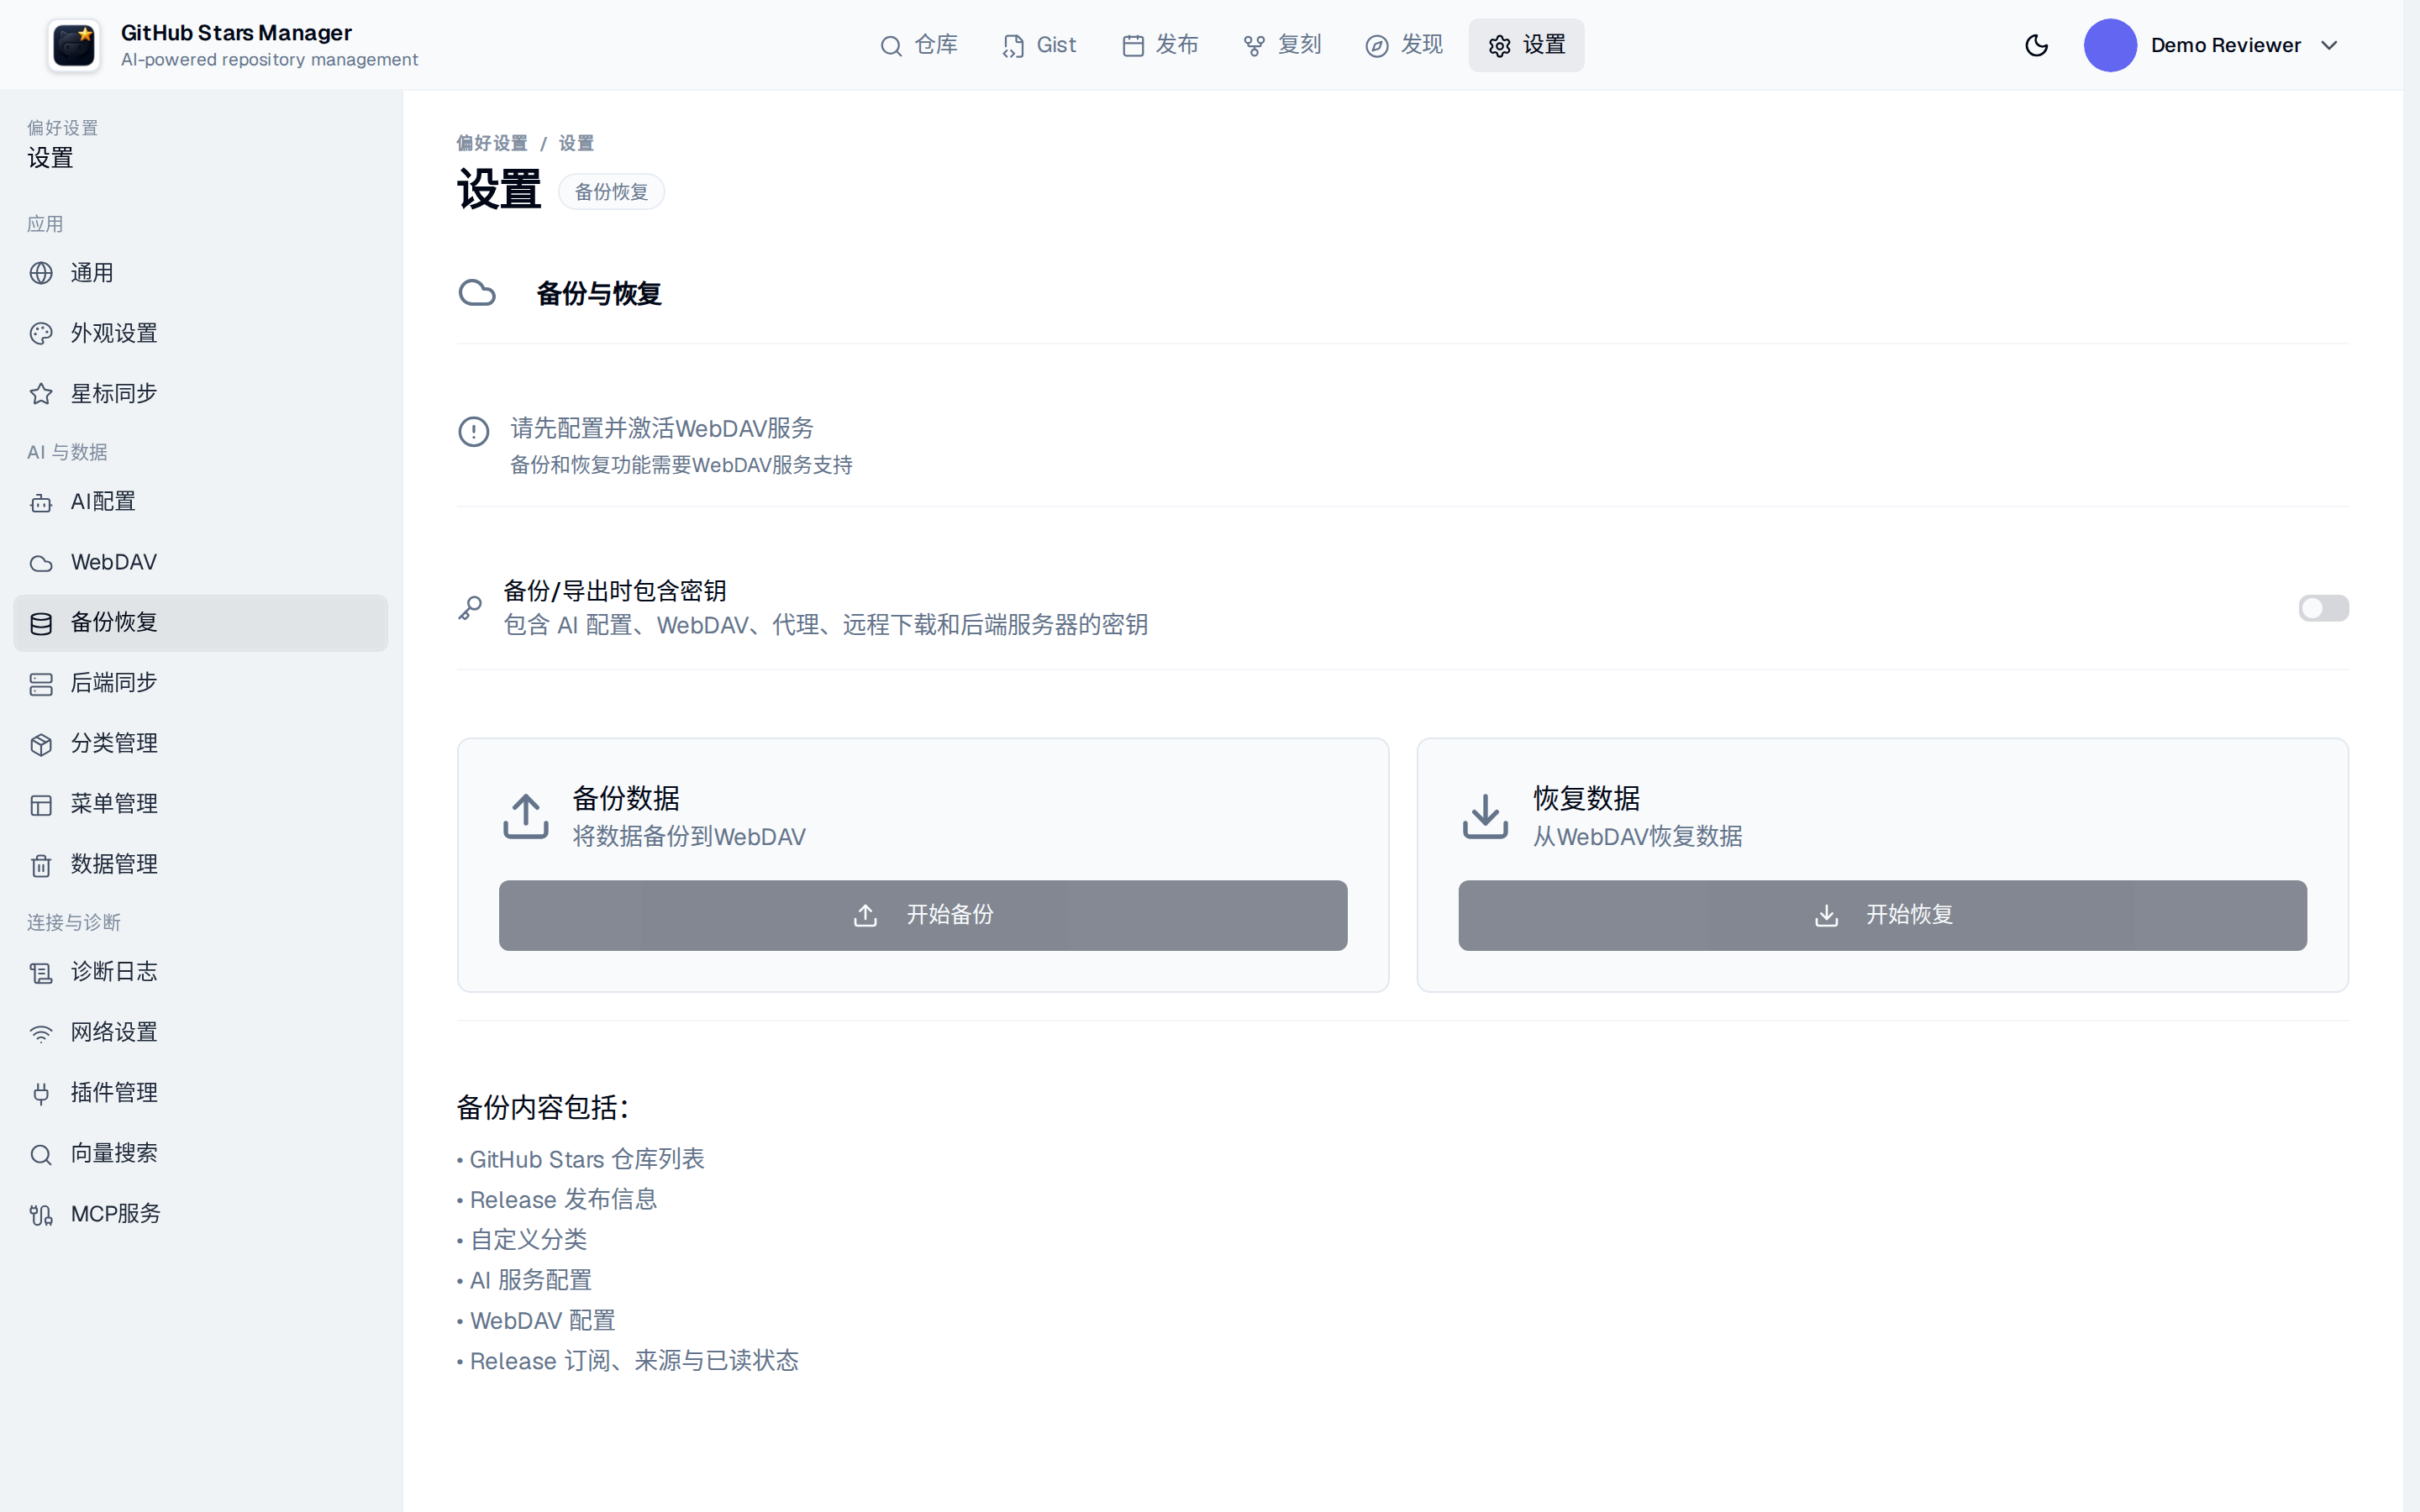 GitHub Stars Manager
AI-powered repository management
仓库
Gist
发布
复刻
发现
设置
Demo Reviewer
偏好设置
设置
应用
通用
外观设置
星标同步
AI 与数据
AI配置
WebDAV
备份恢复
后端同步
分类管理
菜单管理
数据管理
连接与诊断
诊断日志
网络设置
插件管理
向量搜索
MCP服务
偏好设置 / 设置
设置
备份恢复
备份与恢复
请先配置并激活WebDAV服务
备份和恢复功能需要WebDAV服务支持
备份/导出时包含密钥
包含 AI 配置、WebDAV、代理、远程下载和后端服务器的密钥
备份数据
将数据备份到WebDAV
开始备份
恢复数据
从WebDAV恢复数据
开始恢复
备份内容包括：
• GitHub Stars 仓库列表
• Release 发布信息
• 自定义分类
• AI 服务配置
• WebDAV 配置
• Release 订阅、来源与已读状态